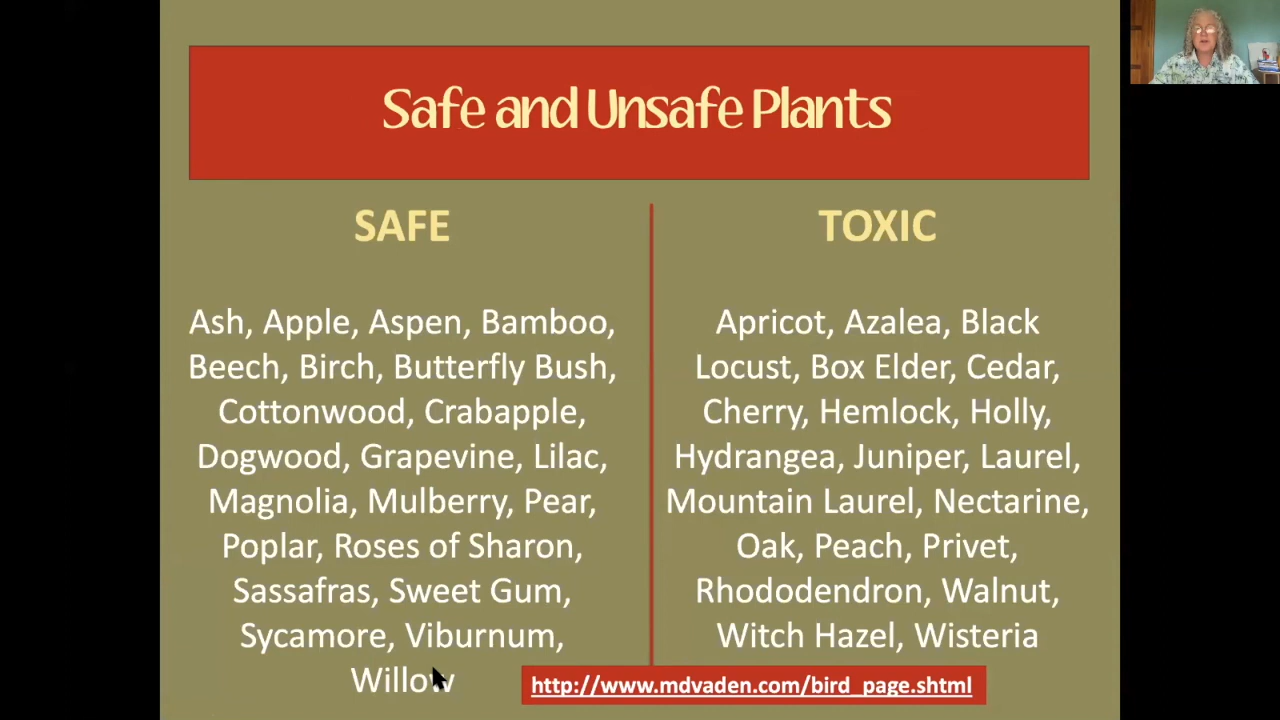 Safe and Unsafe Plants
SAFE
Ash, Apple, Aspen, Bamboo,
Beech, Birch, Butterfly Bush,
Cottonwood, Crabapple,
Dogwood, Grapevine, Lilac,
Magnolia, Mulberry, Pear,
Poplar, Roses of Sharon,
Sassafras, Sweet Gum,
Sycamore, Viburnum,
Willow
TOXIC
Apricot, Azalea, Black
Locust, Box Elder, Cedar,
Cherry, Hemlock, Holly,
Hydrangea, Juniper, Laurel,
Mountain Laurel, Nectarine,
Oak, Peach, Privet,
Rhododendron, Walnut,
Witch Hazel, Wisteria
http://www.mdvaden.com/bird_page.shtml